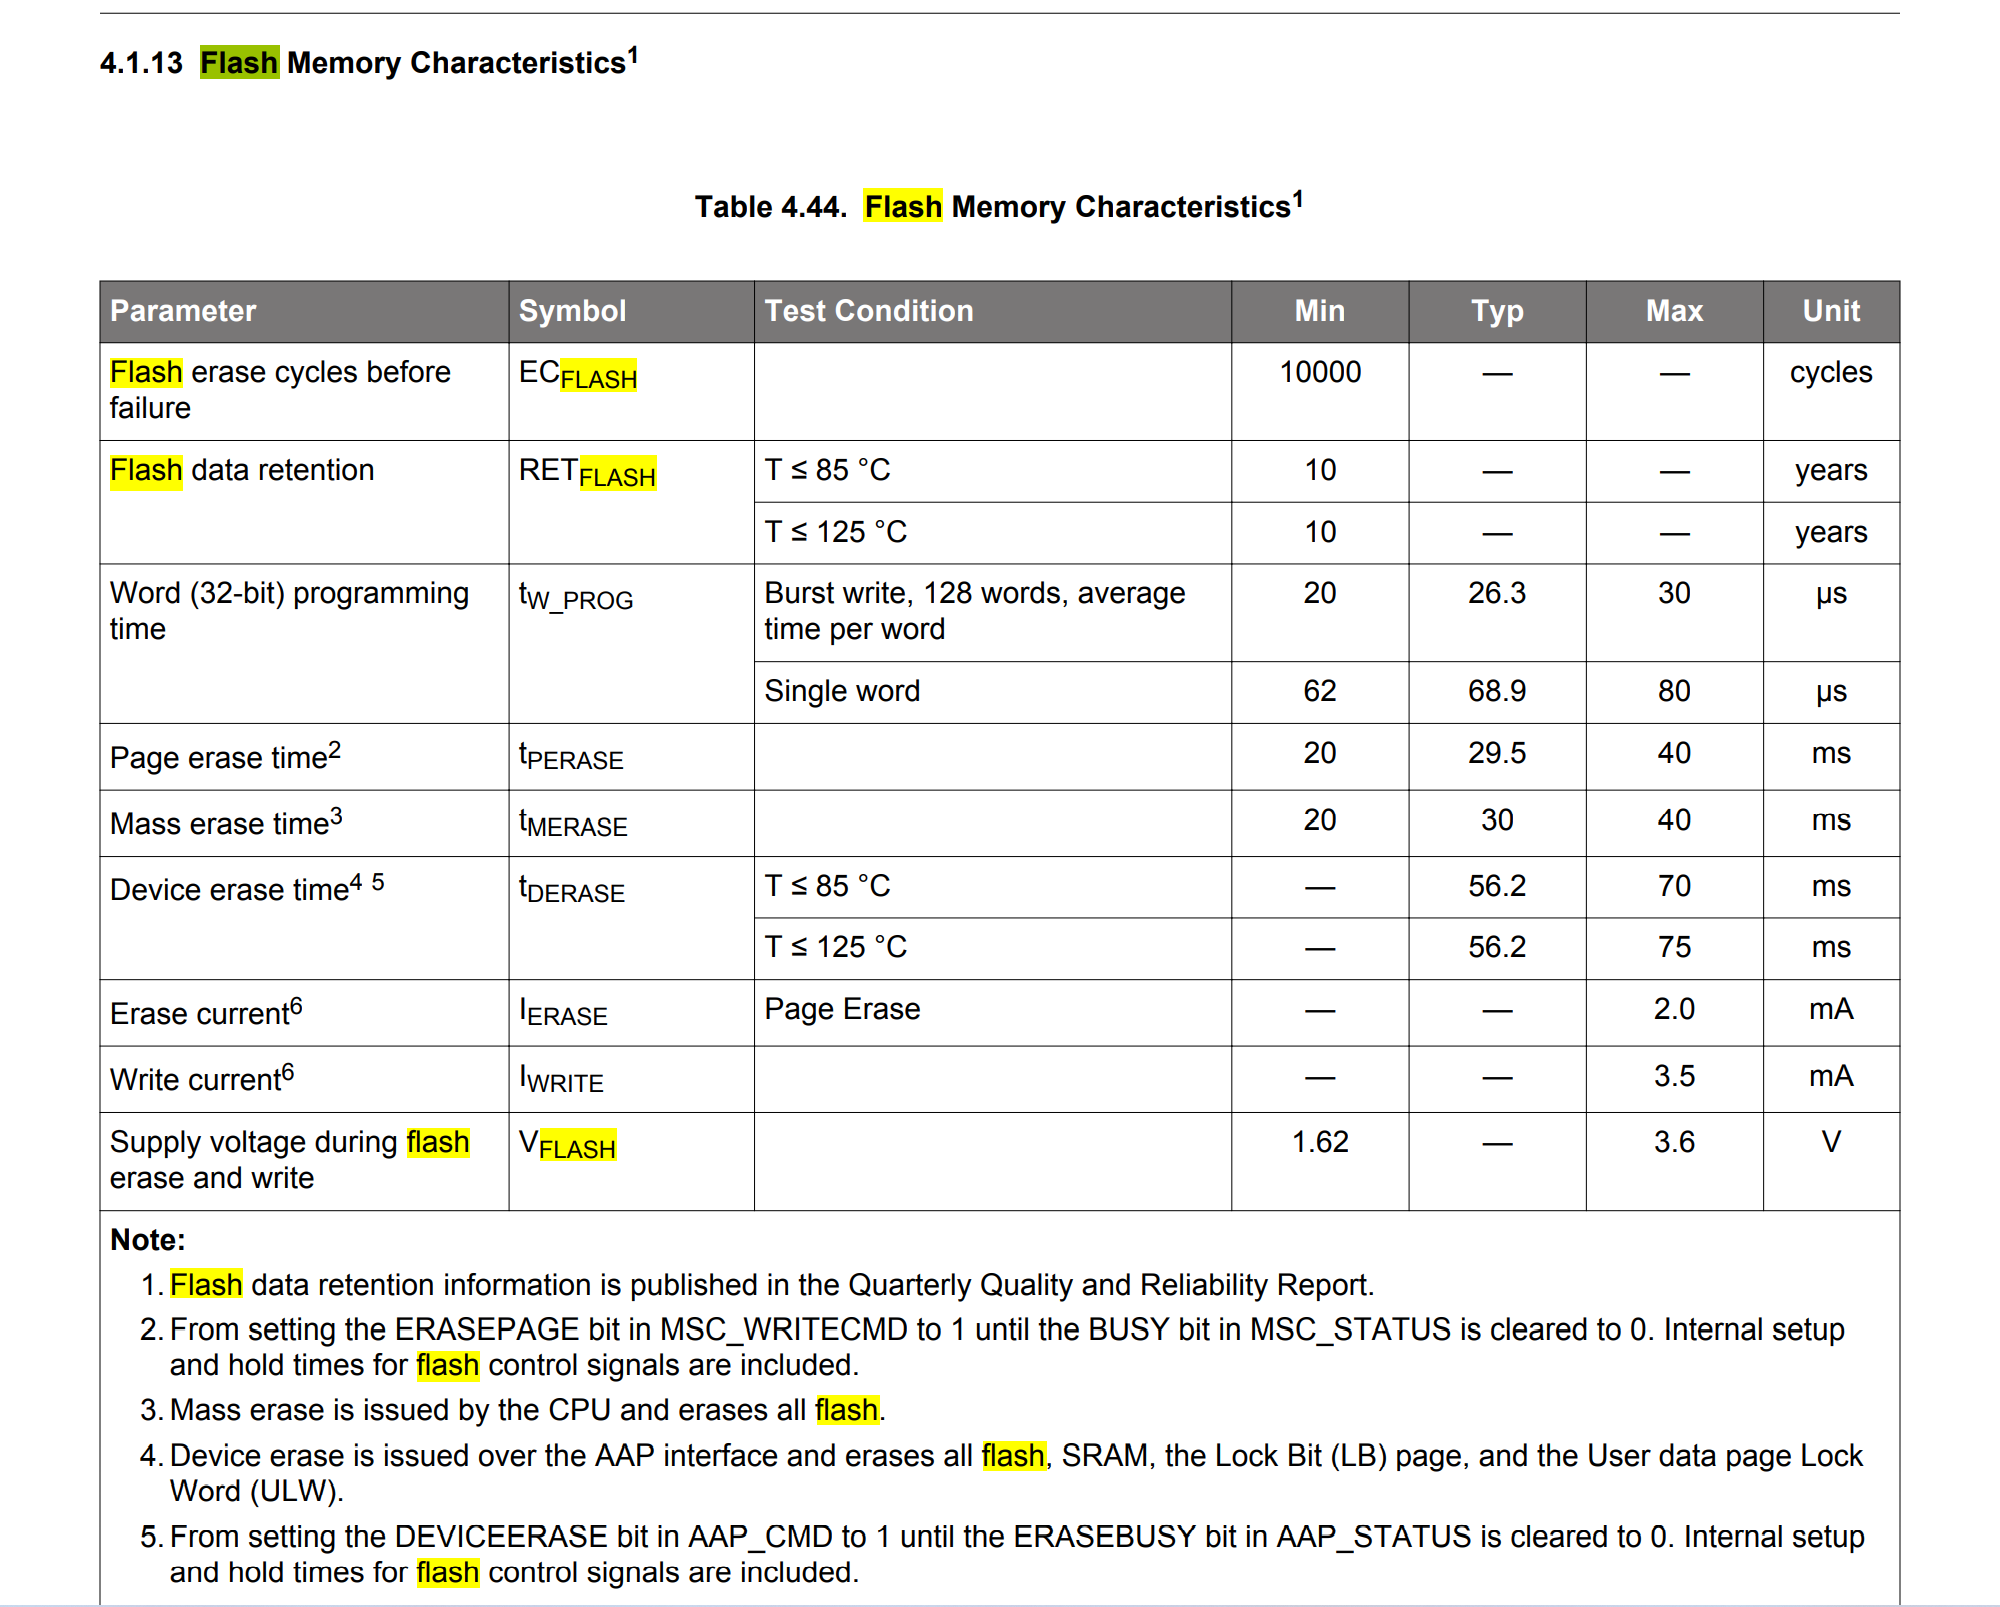 4.1.13 Flash Memory Characteristics1
Table 4.44. Flash Memory Characteristics1
Parameter Symbol Test Condition Min Typ Max Unit
Flash erase cycles before failure ECFLASH 10000 — — cycles
Flash data retention RETFLASH T ≤ 85 °C 10 — — years
T ≤ 125 °C 10 — — years
Word (32-bit) programming time tW_PROG Burst write, 128 words, average time per word 20 26.3 30 µs
Single word 62 68.9 80 µs
Page erase time2 tPERASE 20 29.5 40 ms
Mass erase time3 tMERASE 20 30 40 ms
Device erase time4 5 tDERASE T ≤ 85 °C — 56.2 70 ms
T ≤ 125 °C — 56.2 75 ms
Erase current6 IERASE Page Erase — — 2.0 mA
Write current6 IWRITE — — 3.5 mA
Supply voltage during flash erase and write VFLASH 1.62 — 3.6 V
Note:
1. Flash data retention information is published in the Quarterly Quality and Reliability Report.
2. From setting the ERASEPAGE bit in MSC_WRITECMD to 1 until the BUSY bit in MSC_STATUS is cleared to 0. Internal setup
and hold times for flash control signals are included.
3. Mass erase is issued by the CPU and erases all flash.
4. Device erase is issued over the AAP interface and erases all flash, SRAM, the Lock Bit (LB) page, and the User data page Lock
Word (ULW).
5. From setting the DEVICEERASE bit in AAP_CMD to 1 until the ERASEBUSY bit in AAP_STATUS is cleared to 0. Internal setup
and hold times for flash control signals are included.